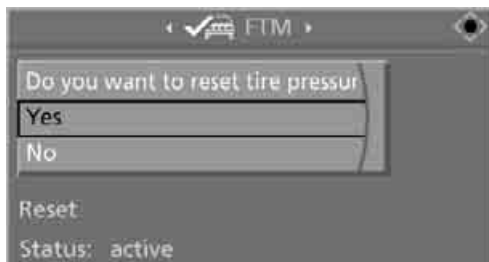 FTM
Do you want to reset tire pressur
Yes
No
Reset
Status: active